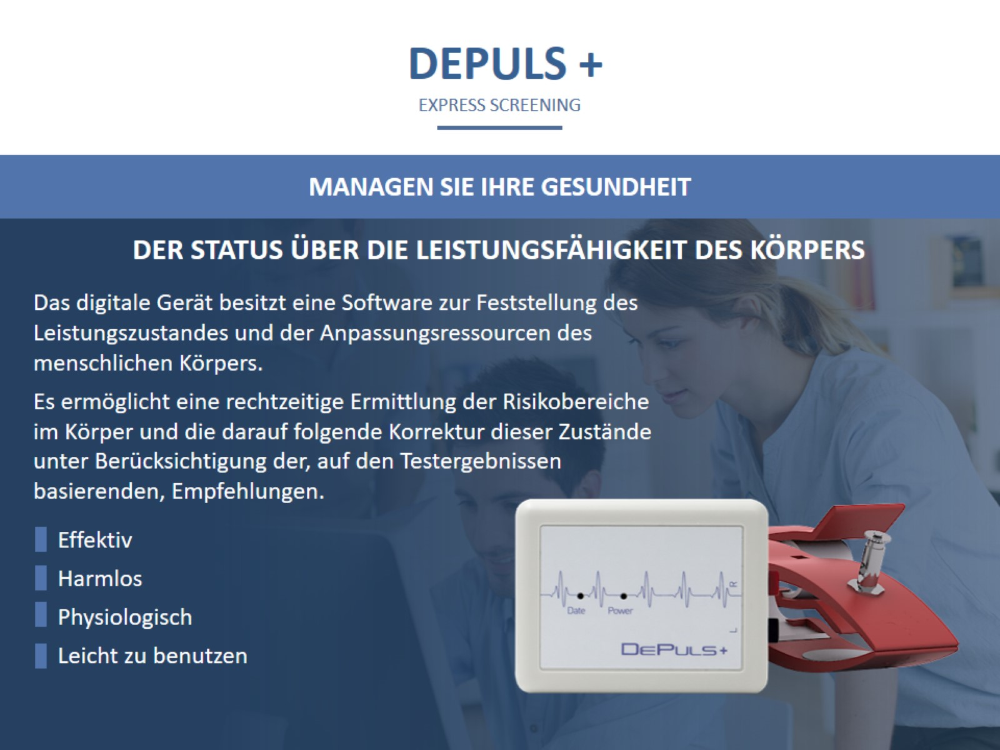 DEPULS +
EXPRESS SCREENING
MANAGEN SIE IHRE GESUNDHEIT
DER STATUS ÜBER DIE LEISTUNGSFÄHIGKEIT DES KÖRPERS
Das digitale Gerät besitzt eine Software zur Feststellung des
Leistungszustandes und der Anpassungsressourcen des
menschlichen Körpers.
Es ermöglicht eine rechtzeitige Ermittlung der Risikobereiche
im Körper und die darauf folgende Korrektur dieser Zustände
unter Berücksichtigung der, auf den Testergebnissen
basierenden, Empfehlungen.
Effektiv
Harmlos
Physiologisch
Leicht zu benutzen
R
Date Power
L
DEPULS+